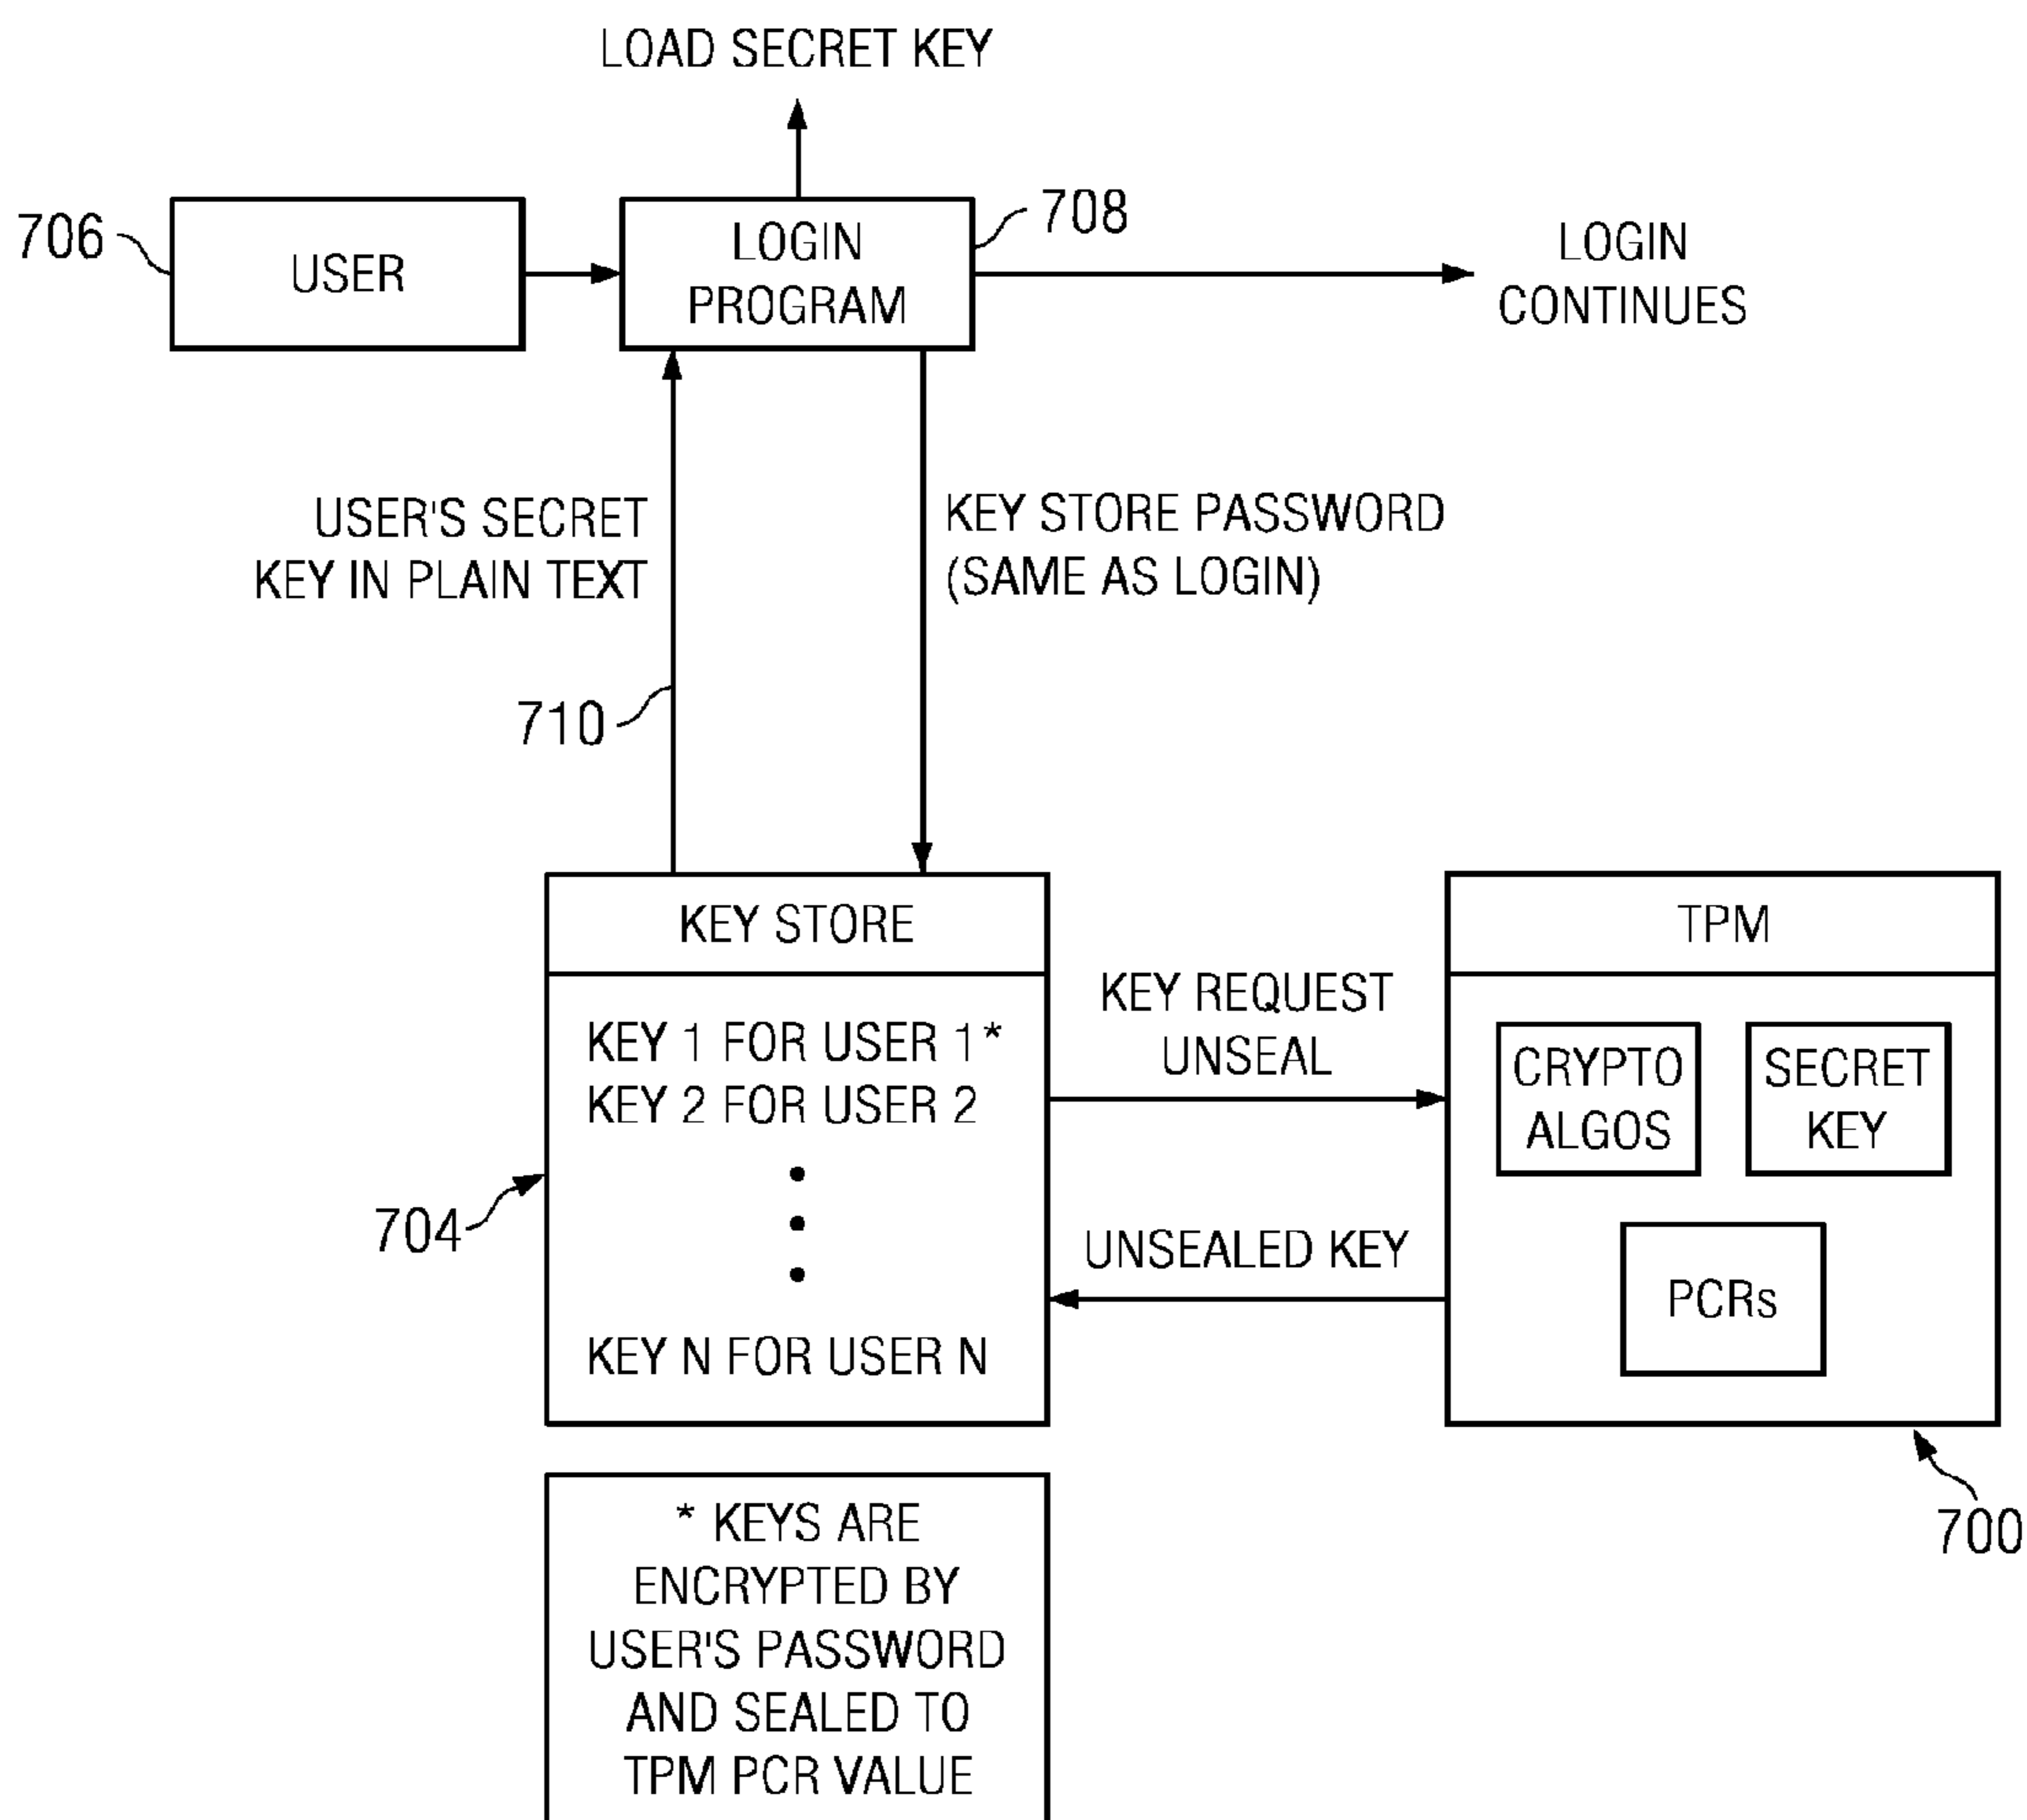 LOAD SECRET KEY
706
USER
LOGIN
PROGRAM
708
LOGIN
CONTINUES
USER'S SECRET
KEY IN PLAIN TEXT
KEY STORE PASSWORD
(SAME AS LOGIN)
710
KEY STORE
KEY 1 FOR USER 1*
KEY 2 FOR USER 2
KEY N FOR USER N
704
KEY REQUEST
UNSEAL
UNSEALED KEY
TPM
CRYPTO
ALGOS
SECRET
KEY
PCRs
700
* KEYS ARE
ENCRYPTED BY
USER'S PASSWORD
AND SEALED TO
TPM PCR VALUE